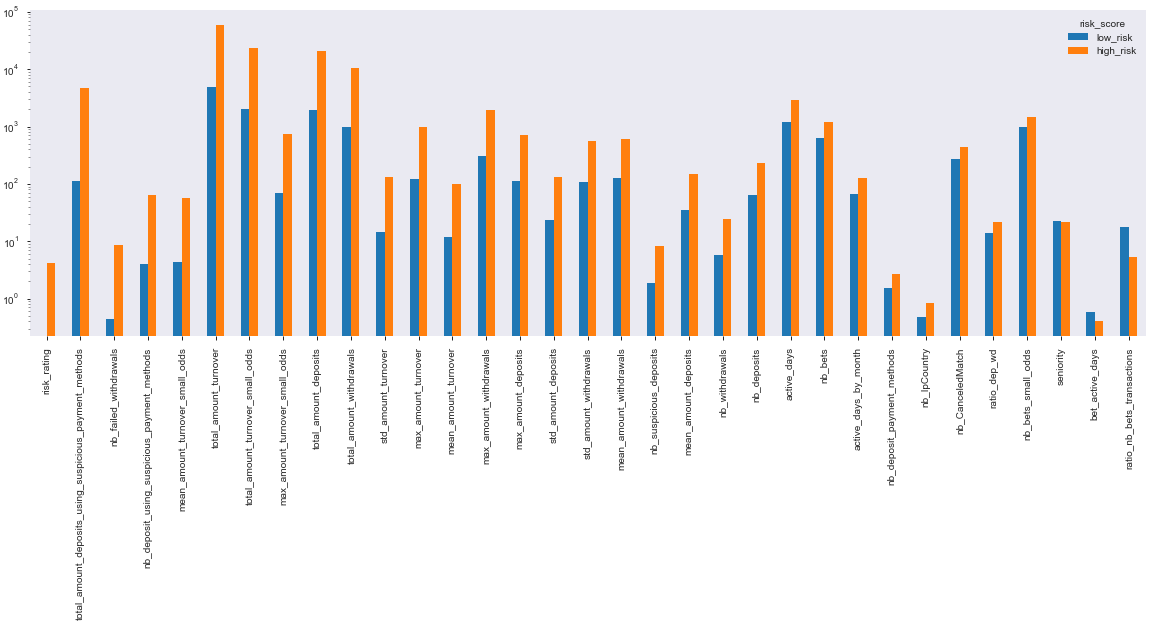 10^5
10^4
10^3
10^2
10^1
10^0
risk_score
low_risk
high_risk
risk_rating
total_amount_deposits_using_suspicious_payment_methods
nb_failed_withdrawals
nb_deposit_using_suspicious_payment_methods
mean_amount_turnover_small_odds
total_amount_turnover
total_amount_turnover_small_odds
max_amount_turnover_small_odds
total_amount_deposits
total_amount_withdrawals
std_amount_turnover
max_amount_turnover
mean_amount_turnover
max_amount_withdrawals
max_amount_deposits
std_amount_deposits
std_amount_withdrawals
mean_amount_withdrawals
nb_suspicious_deposits
mean_amount_deposits
nb_withdrawals
nb_deposits
active_days
nb_bets
active_days_by_month
nb_deposit_payment_methods
nb_IpCountry
nb_CanceledMatch
ratio_dep_wd
nb_bets_small_odds
seniority
bet_active_days
ratio_nb_bets_transactions